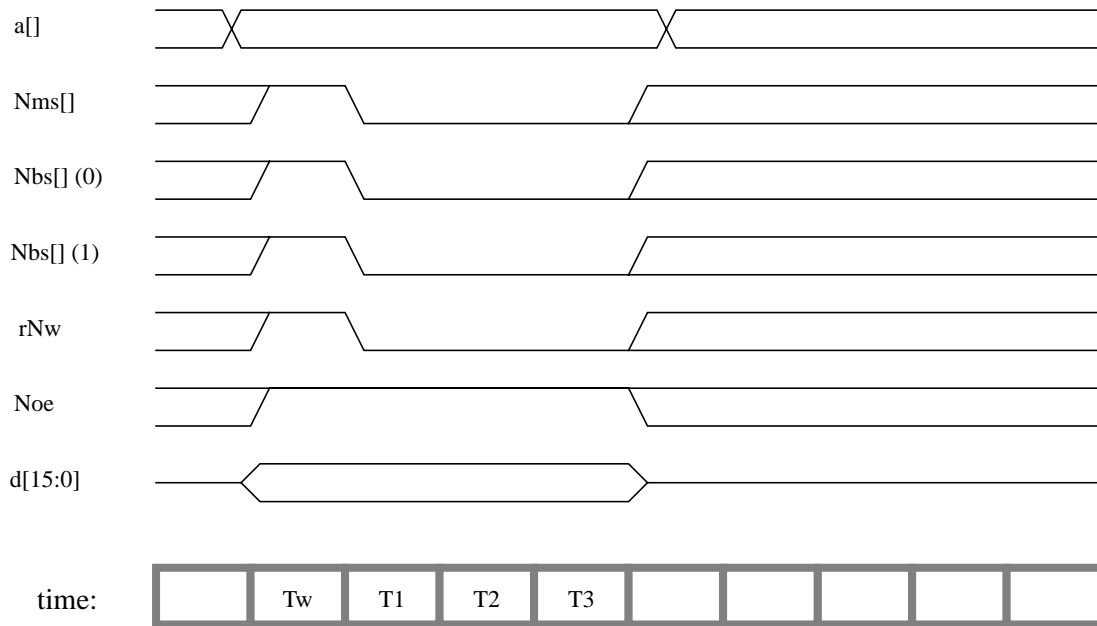 a[]
Nms[]
Nbs[] (0)
Nbs[] (1)
rNw
Noe
d[15:0]
time: Tw T1 T2 T3